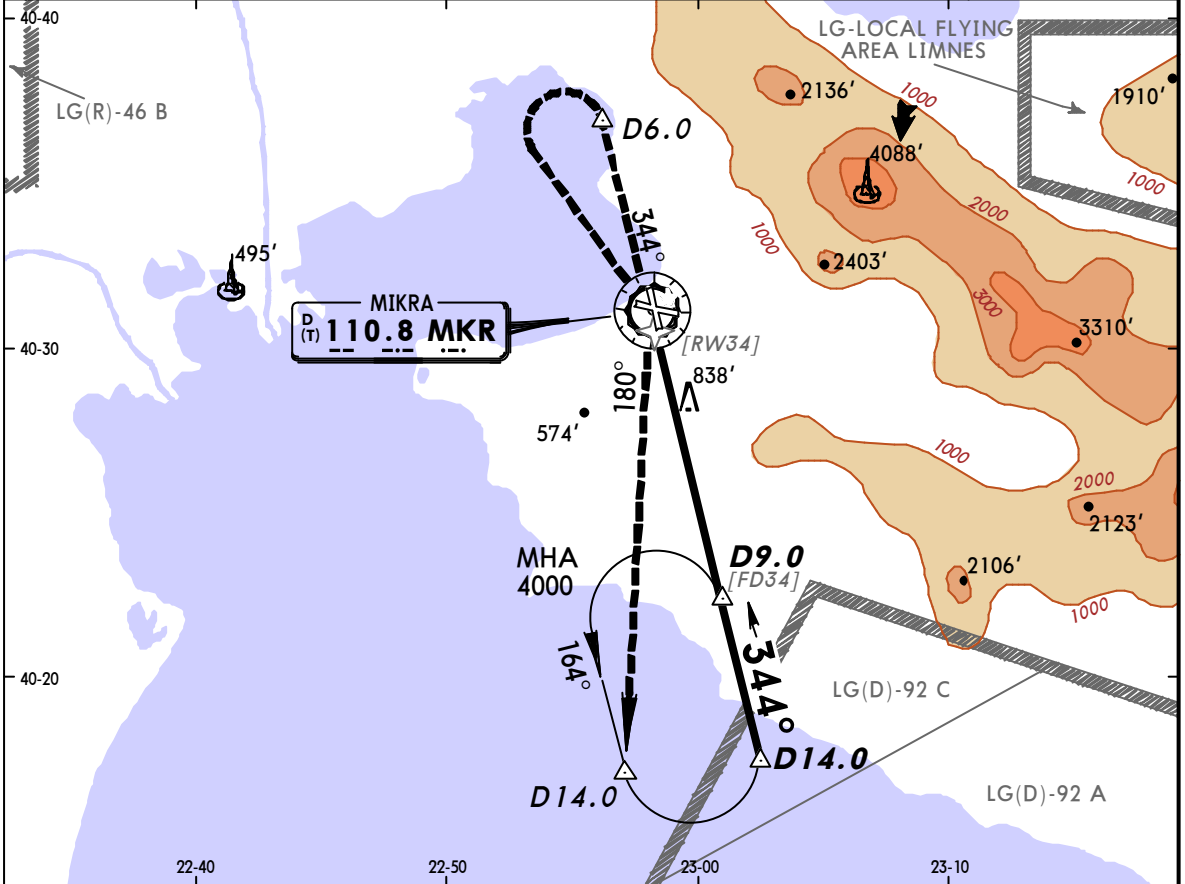 40-40
LG-LOCAL FLYING
AREA LIMNES
LG(R)-46 B
2136'
1000
1910'
D6.0
4088'
1000
2000
344°
1000
495'
2403'
MIKRA
D
(T) 110.8 MKR
3000
3310'
40-30
[RW34]
180°
838'
574'
1000
2000
2123'
MHA
4000
D9.0
[FD34]
2106'
1000
164°
344°
40-20
LG(D)-92 C
D14.0
D14.0
LG(D)-92 A
22-40
22-50
23-00
23-10